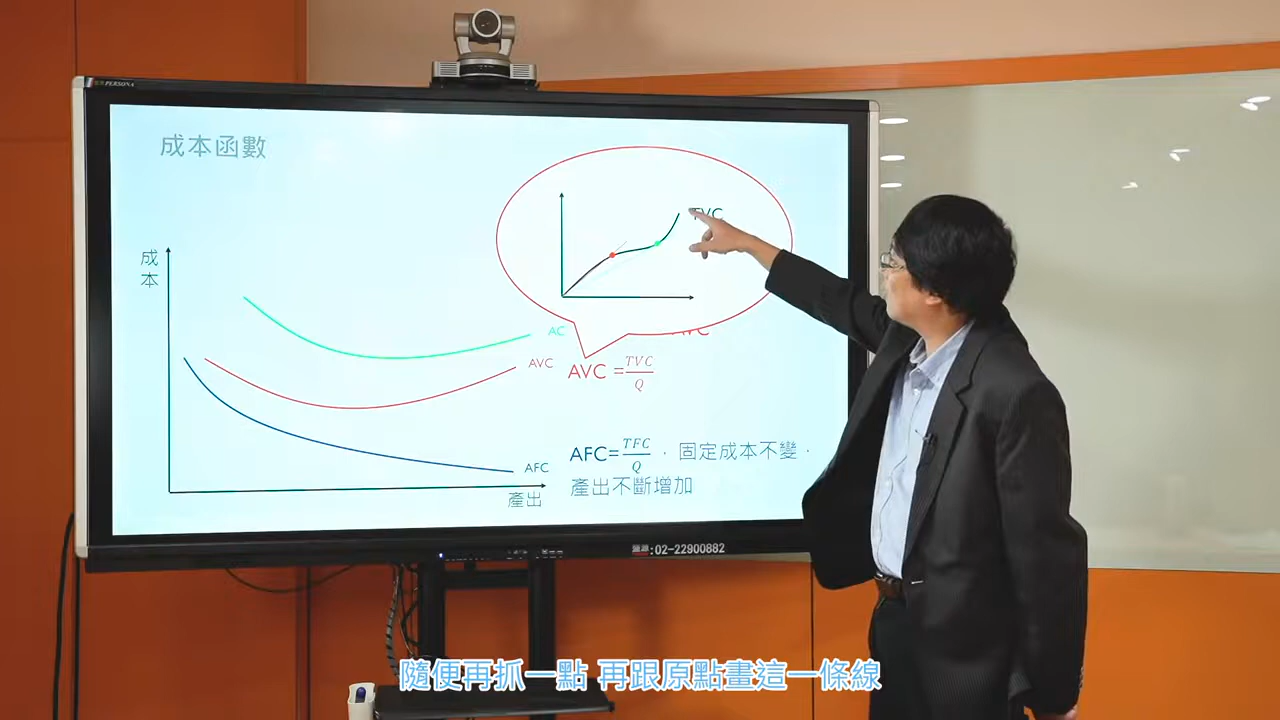 PERSONA
成本函數
成
本
TVC
AC
AVC
AVC =TVC/Q
AFC
AFC=TFC/Q，固定成本不變，
產出不斷增加
產出
:02-22900882
隨便再抓一點 再跟原點畫這一條線